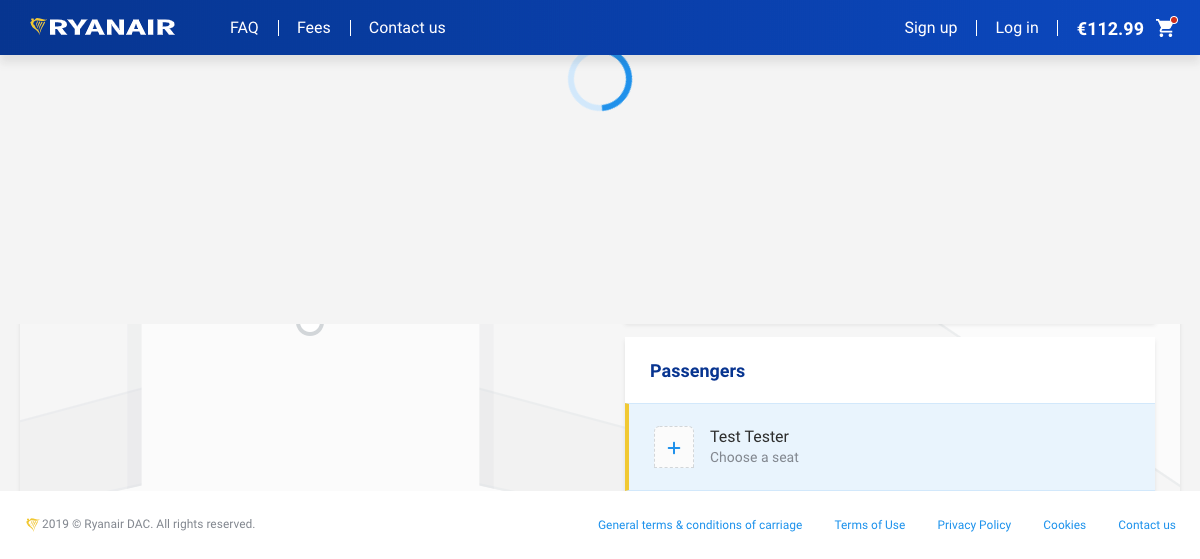 RYANAIR FAQ Fees Contact us Sign up Log in €112.99
Passengers
Test Tester
Choose a seat
2019 © Ryanair DAC. All rights reserved. General terms & conditions of carriage Terms of Use Privacy Policy Cookies Contact us